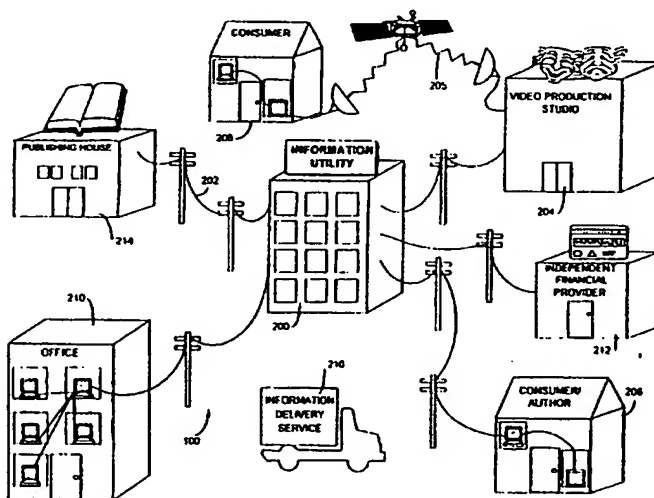 CONSUMER
208
205
VIDEO PRODUCTION
STUDIO
204
PUBLISHING HOUSE
214
202
INFORMATION
UTILITY
200
INDEPENDENT
FINANCIAL
PROVIDER
212
210
OFFICE
100
INFORMATION
DELIVERY
SERVICE
CONSUMER/
AUTHOR
206